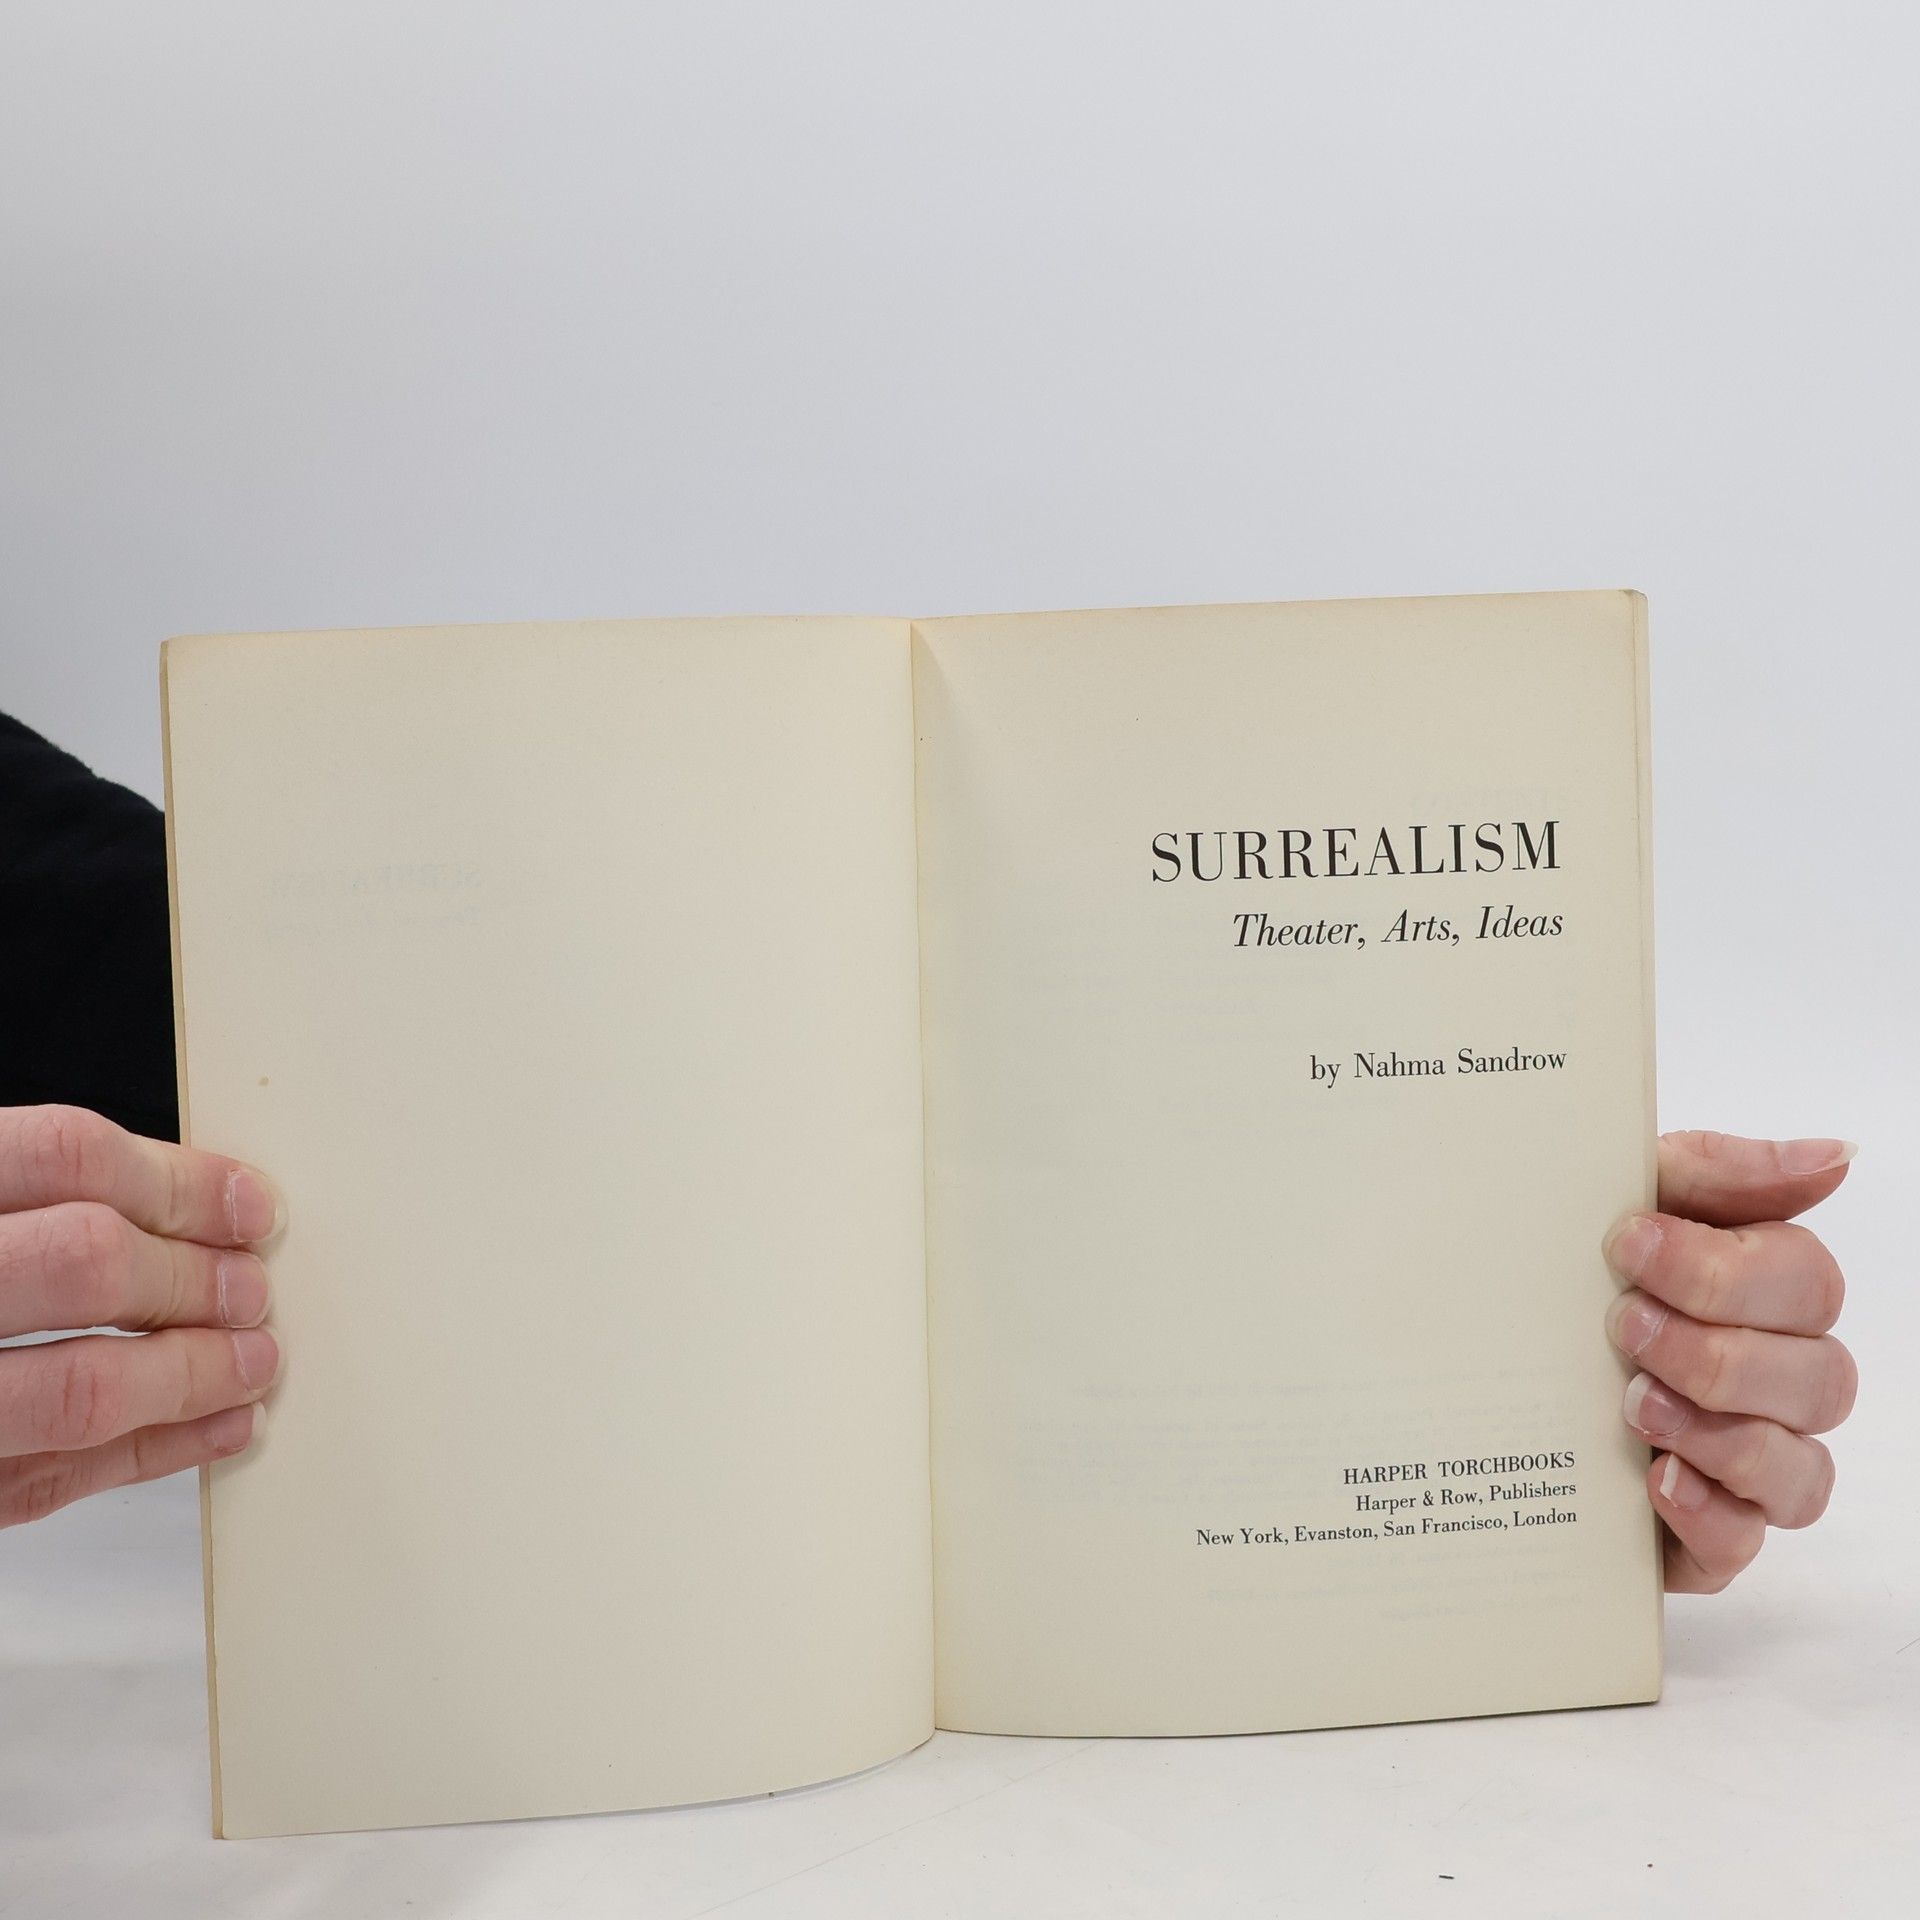 SURREALISM
Theater, Arts, Ideas
by Nahma Sandrow
HARPER TORCHBOOKS
Harper & Row, Publishers
New York, Evanston, San Francisco, London